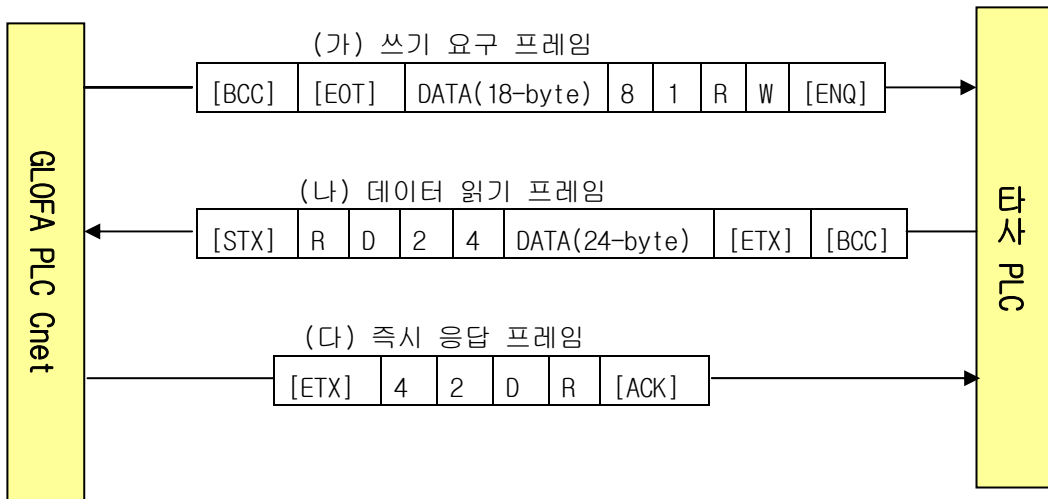 (가) 쓰기 요구 프레임
[BCC] [EOT] DATA(18-byte) 8 1 R W [ENQ]
(나) 데이터 읽기 프레임
[STX] R D 2 4 DATA(24-byte) [ETX] [BCC]
(다) 즉시 응답 프레임
[ETX] 4 2 D R [ACK]
GLOFA PLC Cnet
타사 PLC